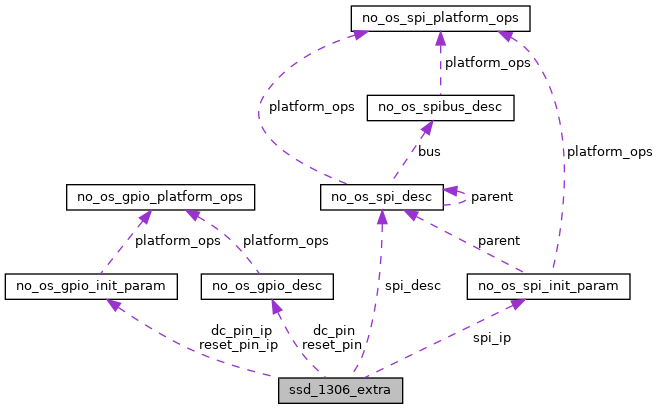 no_os_spi_platform_ops
platform_ops
no_os_spibus_desc
platform_ops
platform_ops
bus
no_os_gpio_platform_ops
no_os_spi_desc
parent
platform_ops
platform_ops
parent
no_os_gpio_init_param
no_os_gpio_desc
spi_desc
no_os_spi_init_param
dc_pin_ip
reset_pin_ip
dc_pin
reset_pin
spi_ip
ssd_1306_extra